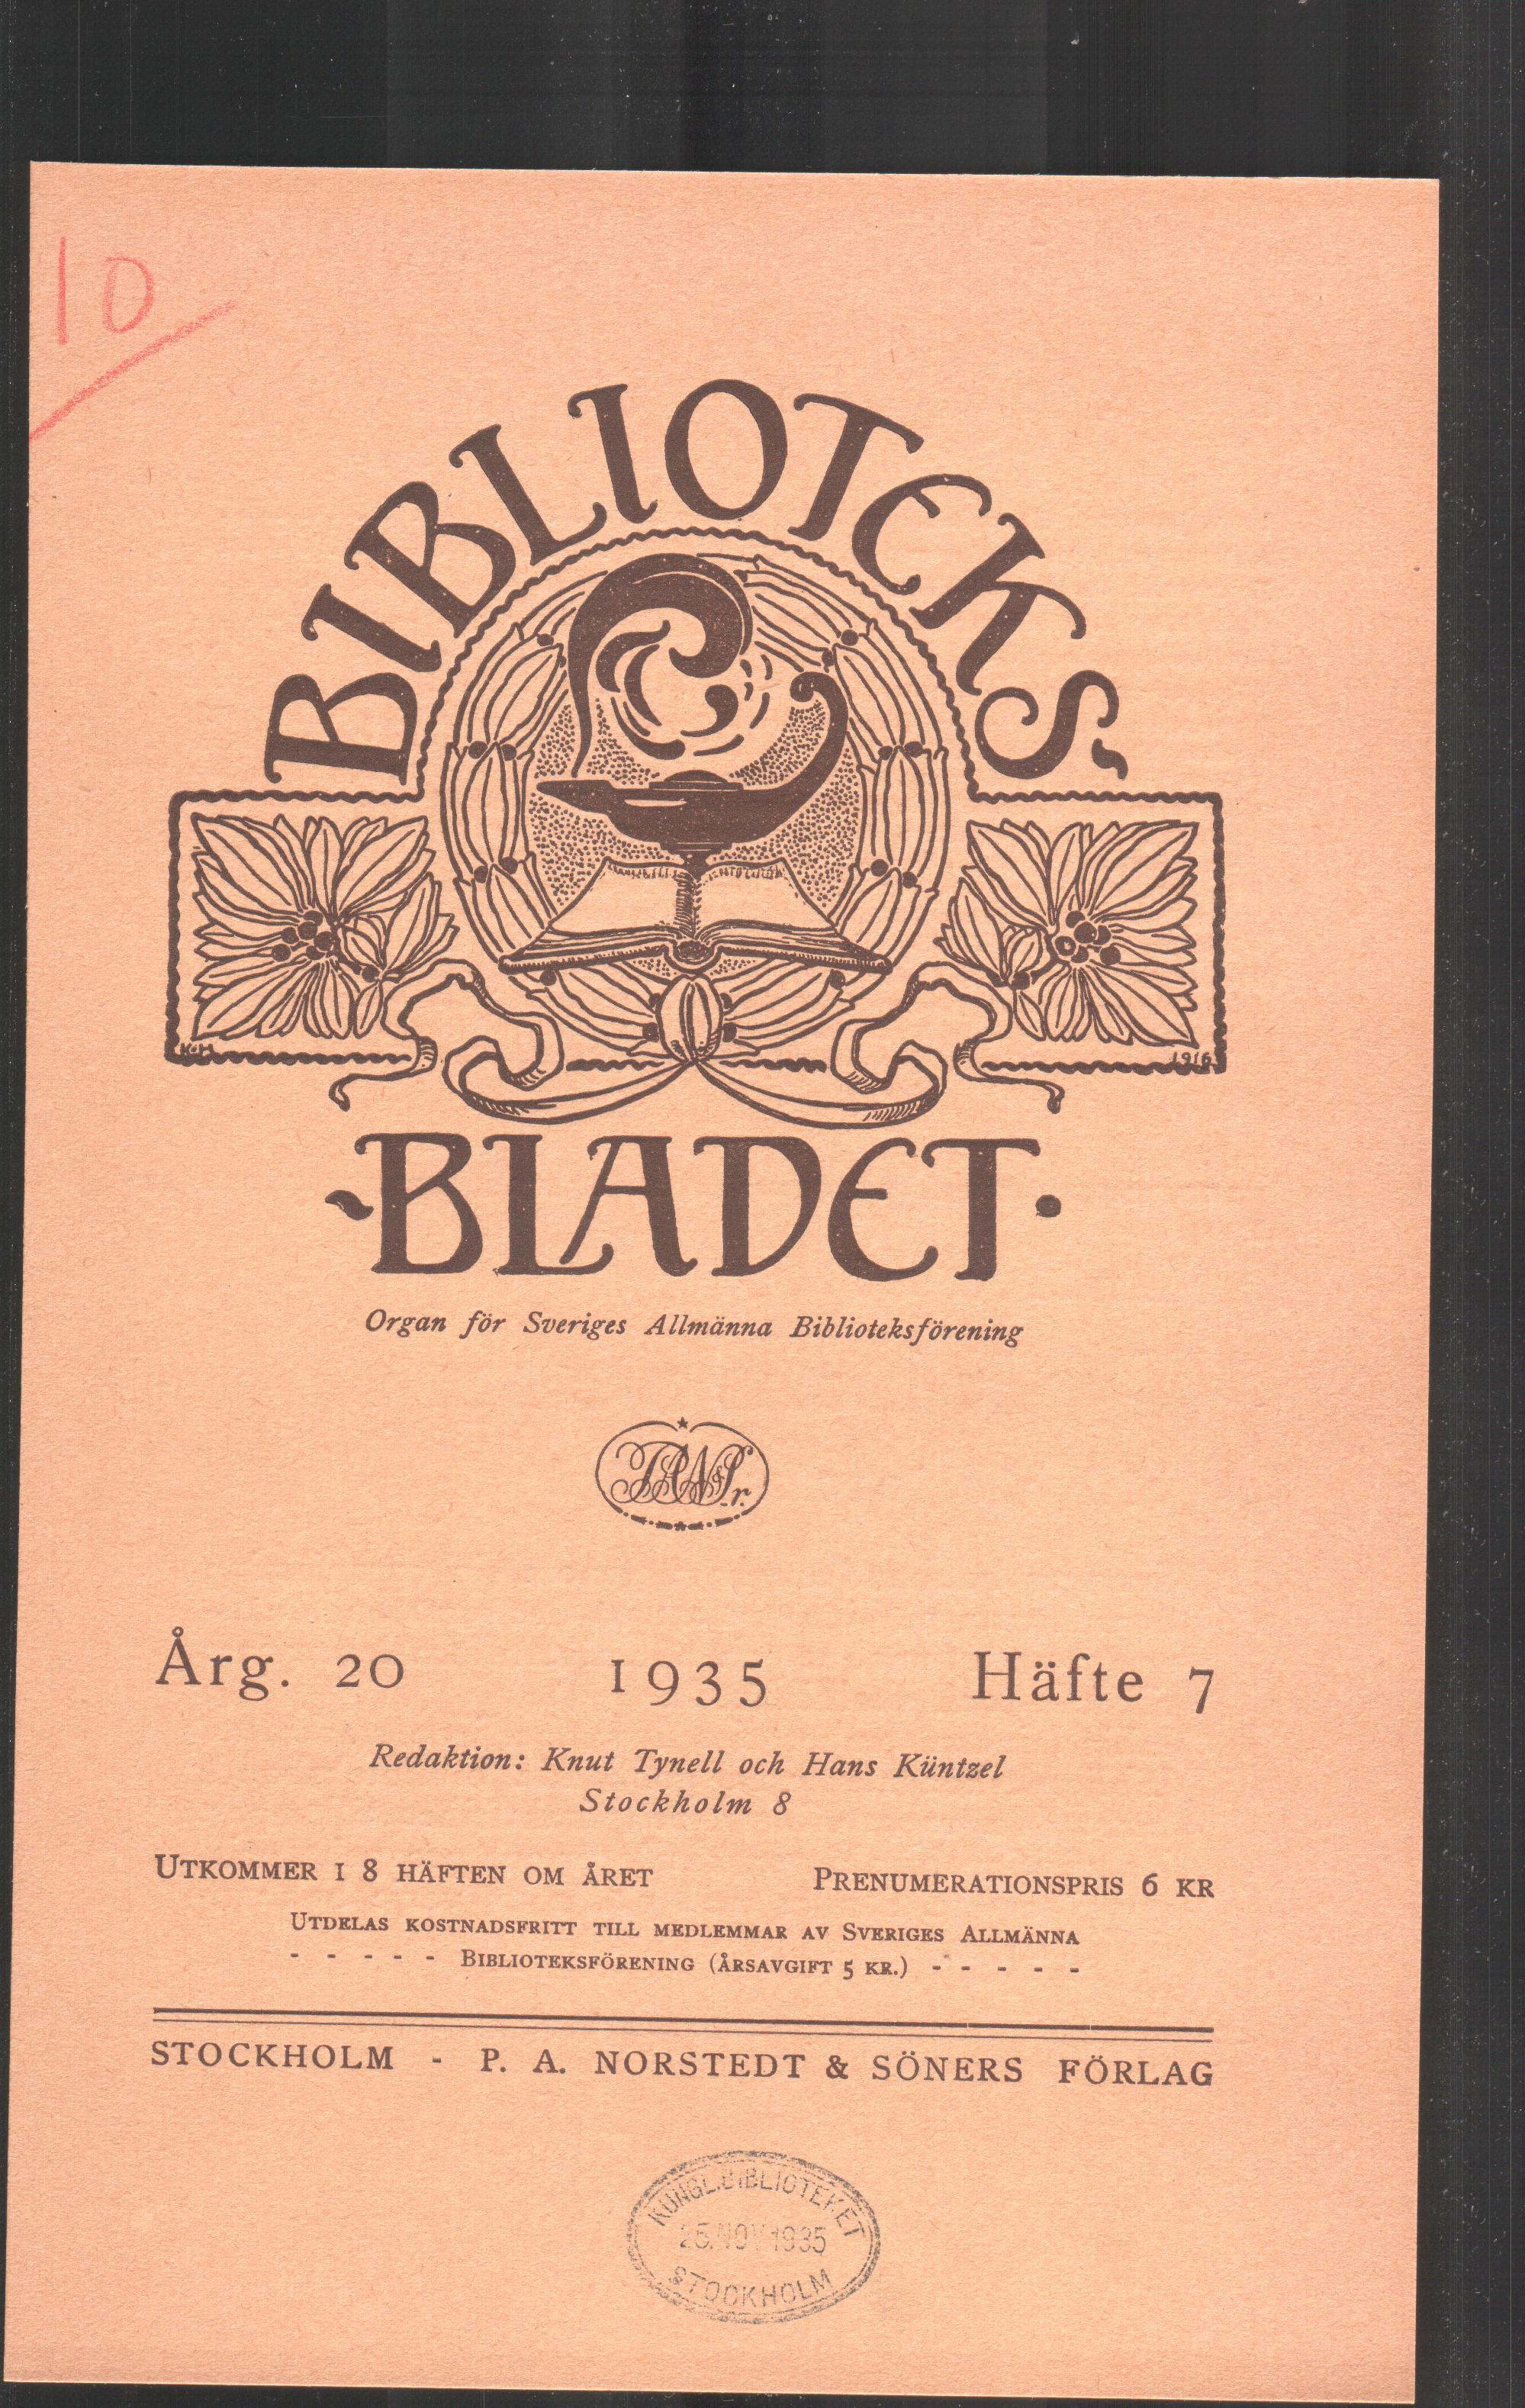 10
BIBLIOTEKS-
K.H
1916
-BLADET·
Organ för Sveriges Allmänna Biblioteksförening
Årg. 20 1935 Häfte 7
Redaktion: Knut Tynell och Hans Küntzel
Stockholm 8
UTKOMMER I 8 HÄFTEN OM ÅRET PRENUMERATIONSPRIS 6 KR
UTDELAS KOSTNADSFRITT TILL MEDLEMMAR AV SVERIGES ALLMÄNNA
- - - - - BIBLIOTEKSFÖRENING (ÅRSAVGIFT 5 KR.) - - - - -
STOCKHOLM - P. A. NORSTEDT & SÖNERS FÖRLAG
KUNGL. BIBLIOTEKET
25. NOV 1935
STOCKHOLM